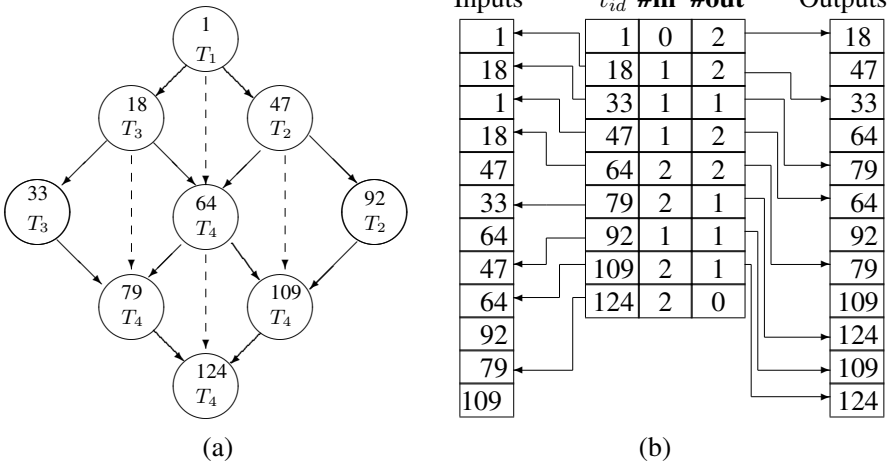 1
T1
18
T3
47
T2
33
T3
64
T4
92
T2
79
T4
109
T4
124
T4
(a)
Inputs t_id #in #out Outputs
1 1 0 2 18
18 18 1 2 47
1 33 1 1 33
18 47 1 2 64
47 64 2 2 79
33 79 2 1 64
64 92 1 1 92
47 109 2 1 79
64 124 2 0 109
92 124
79 109
109 124
(b)